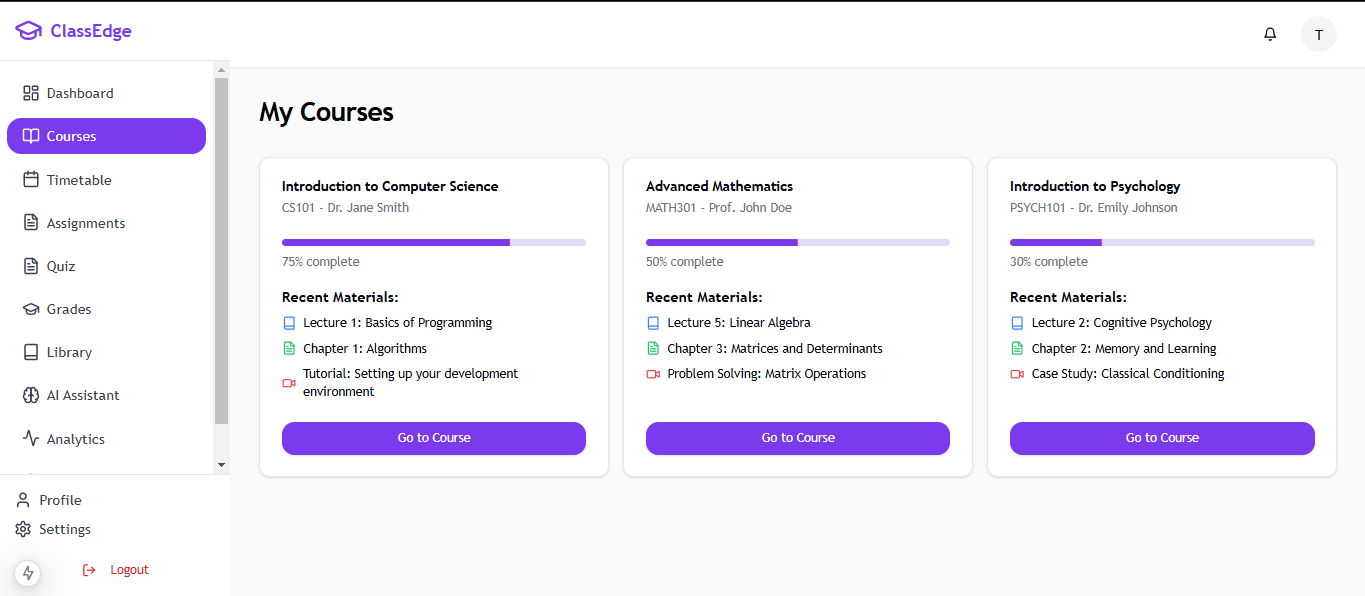 ClassEdge
T
Dashboard
Courses
Timetable
Assignments
Quiz
Grades
Library
AI Assistant
Analytics
Profile
Settings
Logout
My Courses
Introduction to Computer Science
CS101 - Dr. Jane Smith
75% complete
Recent Materials:
Lecture 1: Basics of Programming
Chapter 1: Algorithms
Tutorial: Setting up your development
environment
Go to Course
Advanced Mathematics
MATH301 - Prof. John Doe
50% complete
Recent Materials:
Lecture 5: Linear Algebra
Chapter 3: Matrices and Determinants
Problem Solving: Matrix Operations
Go to Course
Introduction to Psychology
PSYCH101 - Dr. Emily Johnson
30% complete
Recent Materials:
Lecture 2: Cognitive Psychology
Chapter 2: Memory and Learning
Case Study: Classical Conditioning
Go to Course